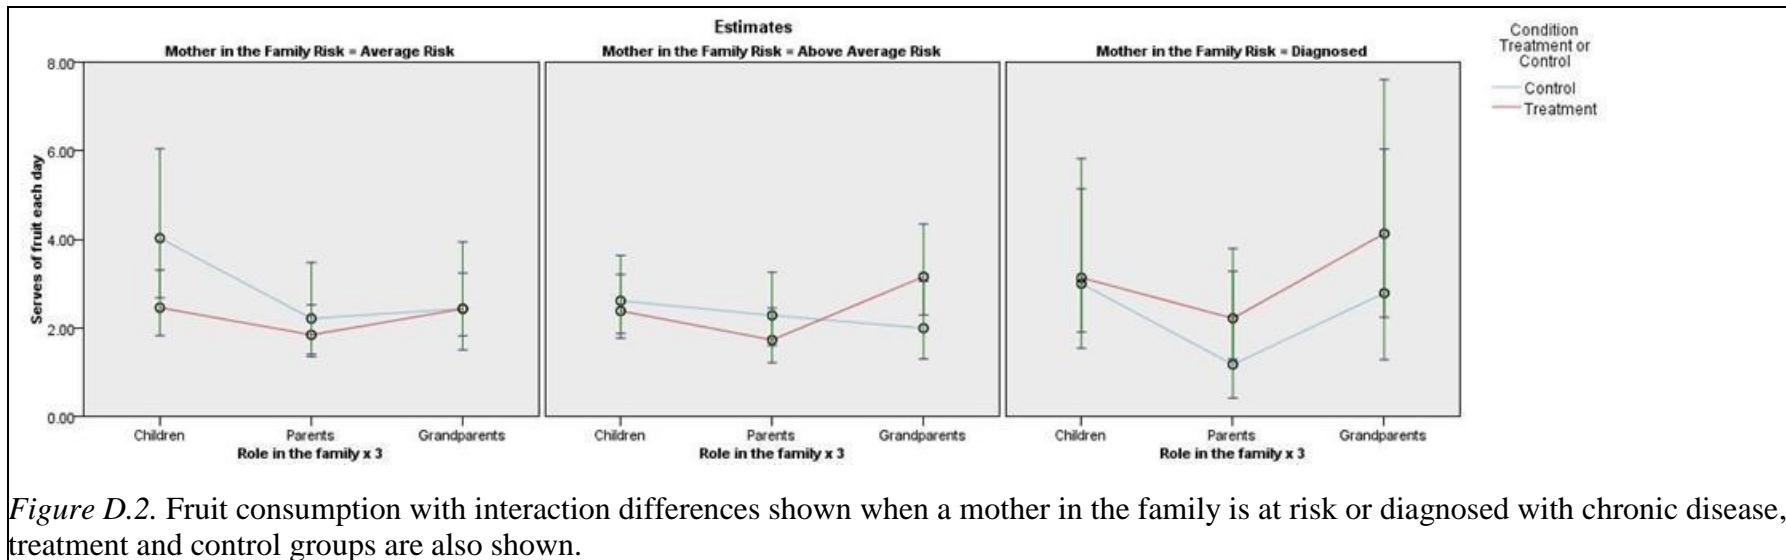 Estimates
Mother in the Family Risk = Average Risk
Mother in the Family Risk = Above Average Risk
Mother in the Family Risk = Diagnosed
Condition
Treatment or
Control
Control
Treatment
Serves of fruit each day
8.00
6.00
4.00
2.00
0.00
Children Parents Grandparents
Role in the family x 3
Children Parents Grandparents
Role in the family x 3
Children Parents Grandparents
Role in the family x 3
Figure D.2. Fruit consumption with interaction differences shown when a mother in the family is at risk or diagnosed with chronic disease,
treatment and control groups are also shown.